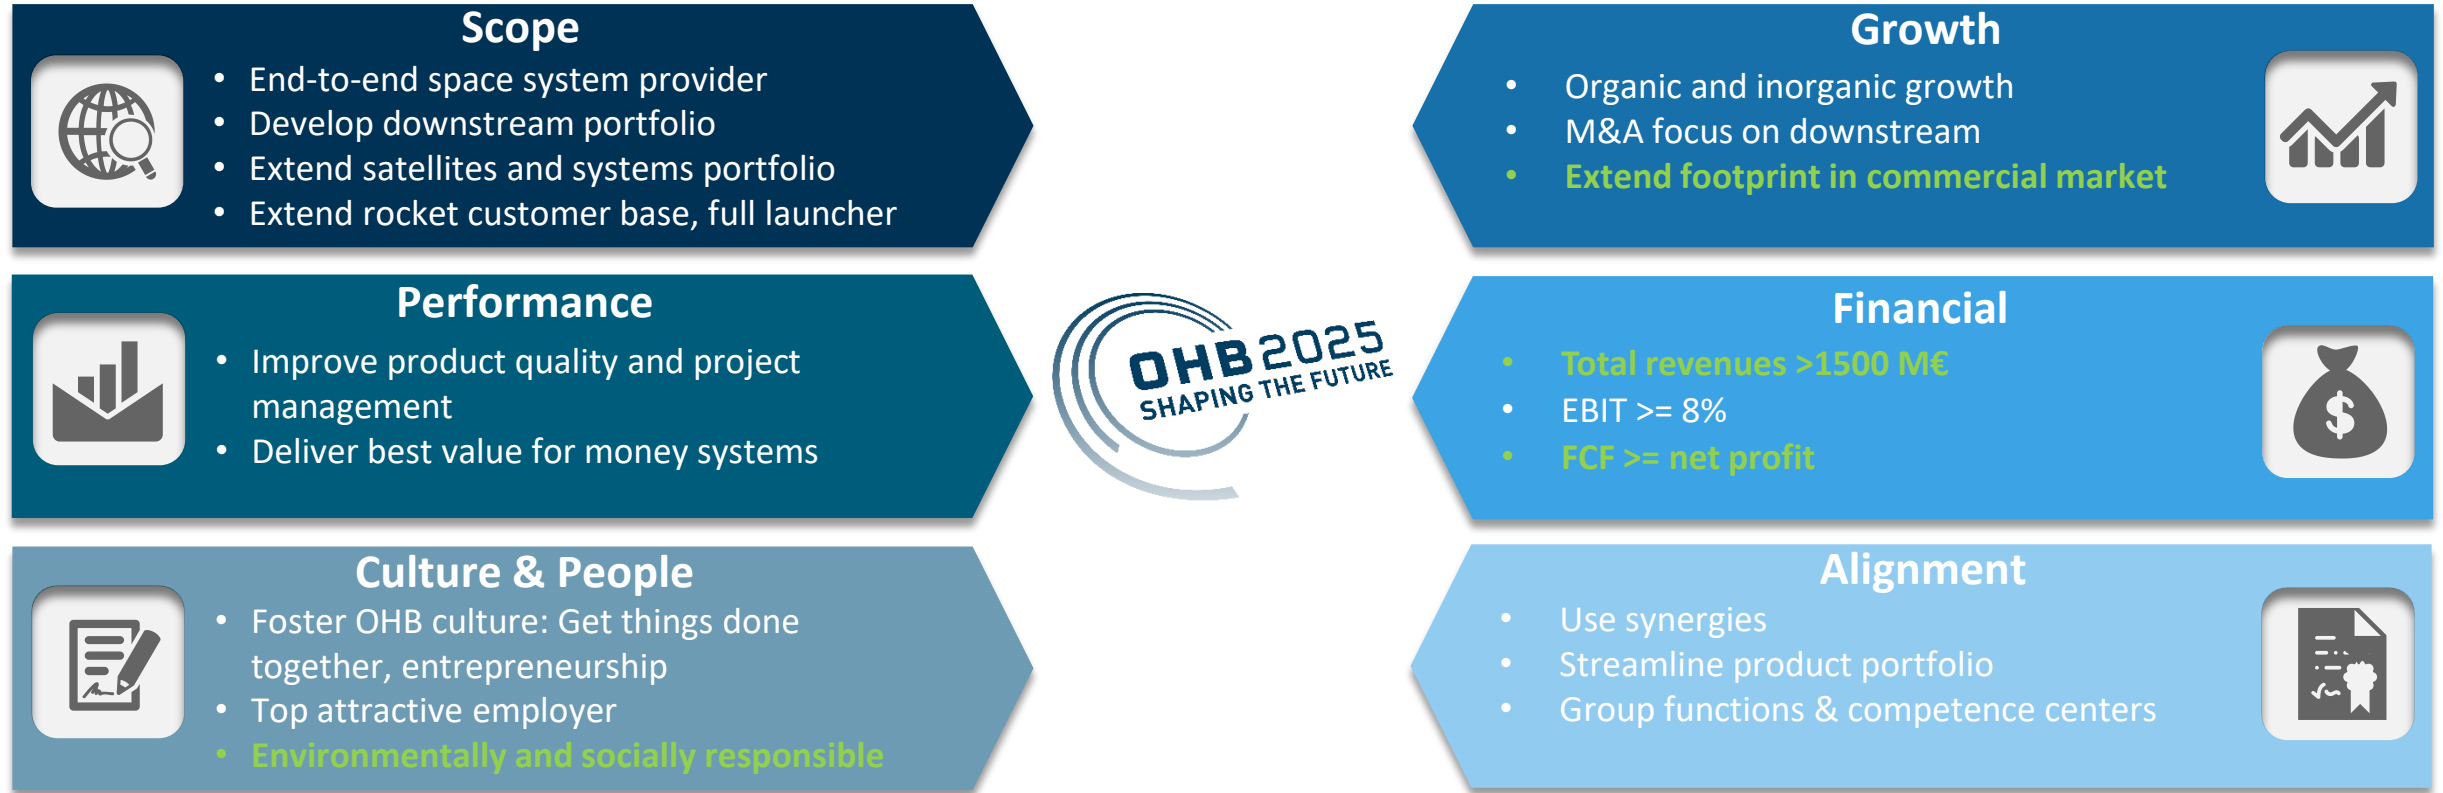 Scope
• End-to-end space system provider
• Develop downstream portfolio
• Extend satellites and systems portfolio
• Extend rocket customer base, full launcher
Performance
• Improve product quality and project
management
• Deliver best value for money systems
Culture & People
• Foster OHB culture: Get things done
together, entrepreneurship
• Top attractive employer
• Environmentally and socially responsible
OHB 2025
SHAPING THE FUTURE
Growth
• Organic and inorganic growth
• M&A focus on downstream
• Extend footprint in commercial market
Financial
• Total revenues >1500 M€
• EBIT >= 8%
• FCF >= net profit
$
Alignment
• Use synergies
• Streamline product portfolio
• Group functions & competence centers